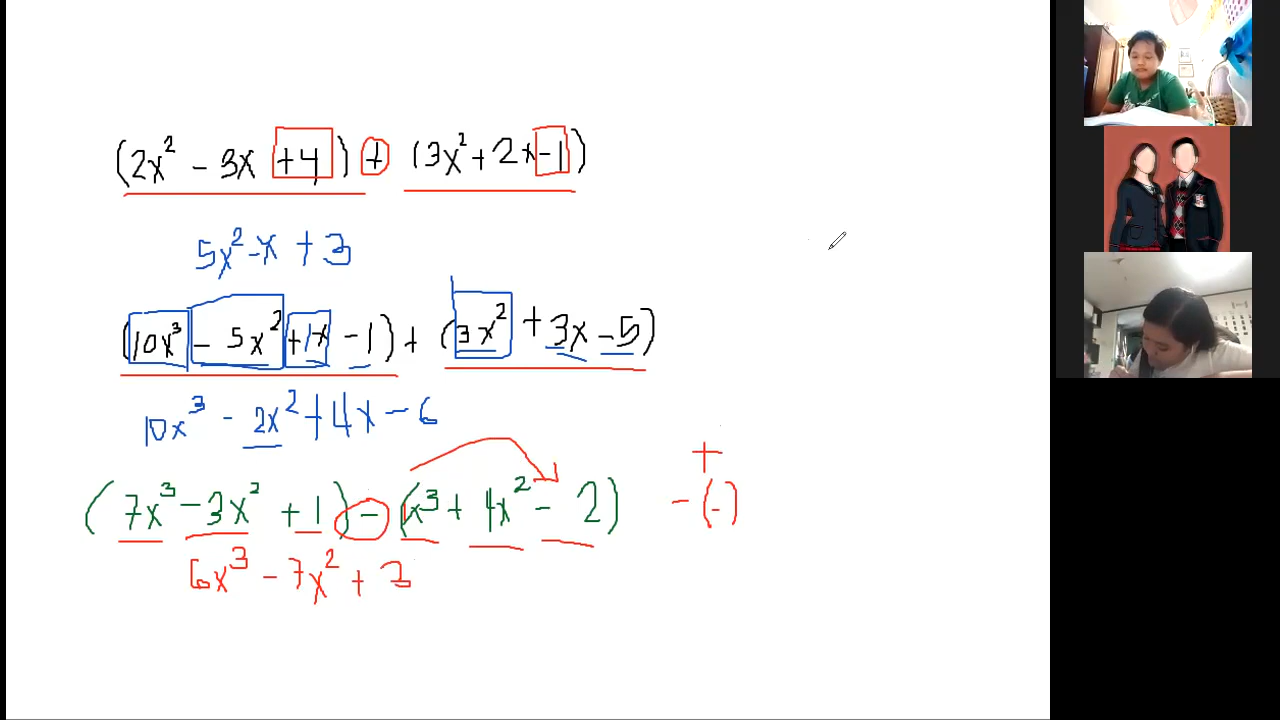 (2x² - 3x + 4) + (3x² + 2x - 1)
5x² - x + 3
(10x³ - 5x² + 1x - 1) + (3x² + 3x - 5)
10x³ - 2x² + 4x - 6
+
(7x³ - 3x² + 1) - (x³ + 4x² - 2) - (-)
6x³ - 7x² + 3